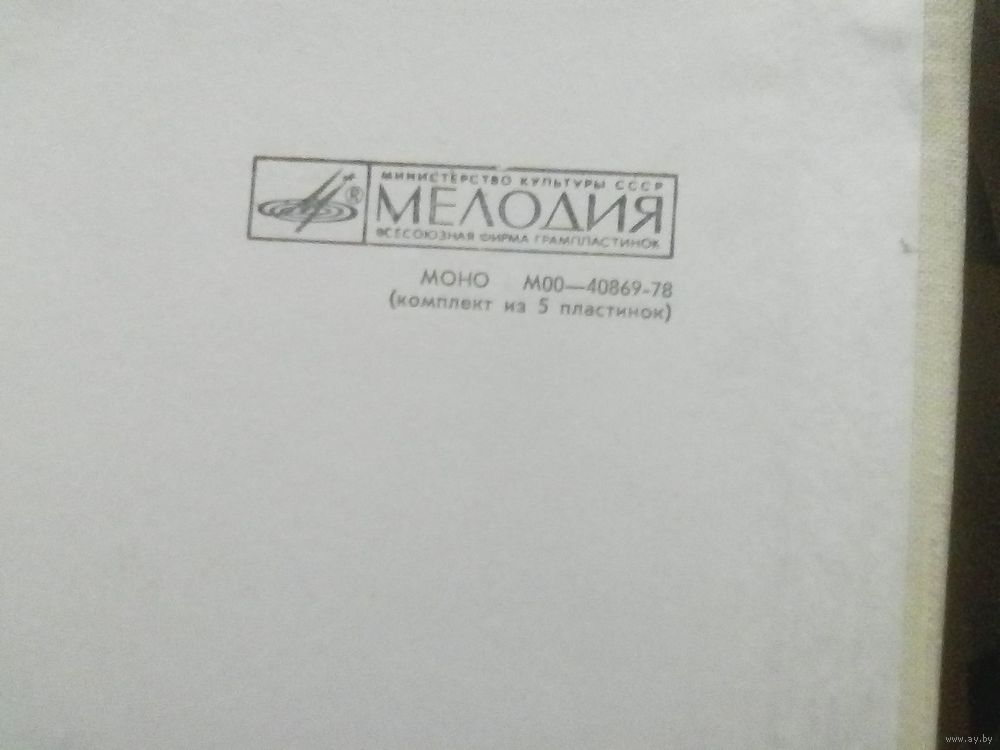 МИНИСТЕРСТВО КУЛЬТУРЫ СССР
®
МЕЛОДИЯ
ВСЕСОЮЗНАЯ ФИРМА ГРАМПЛАСТИНОК
МОНО М00—40869-78
(комплект из 5 пластинок)
www.ay.by